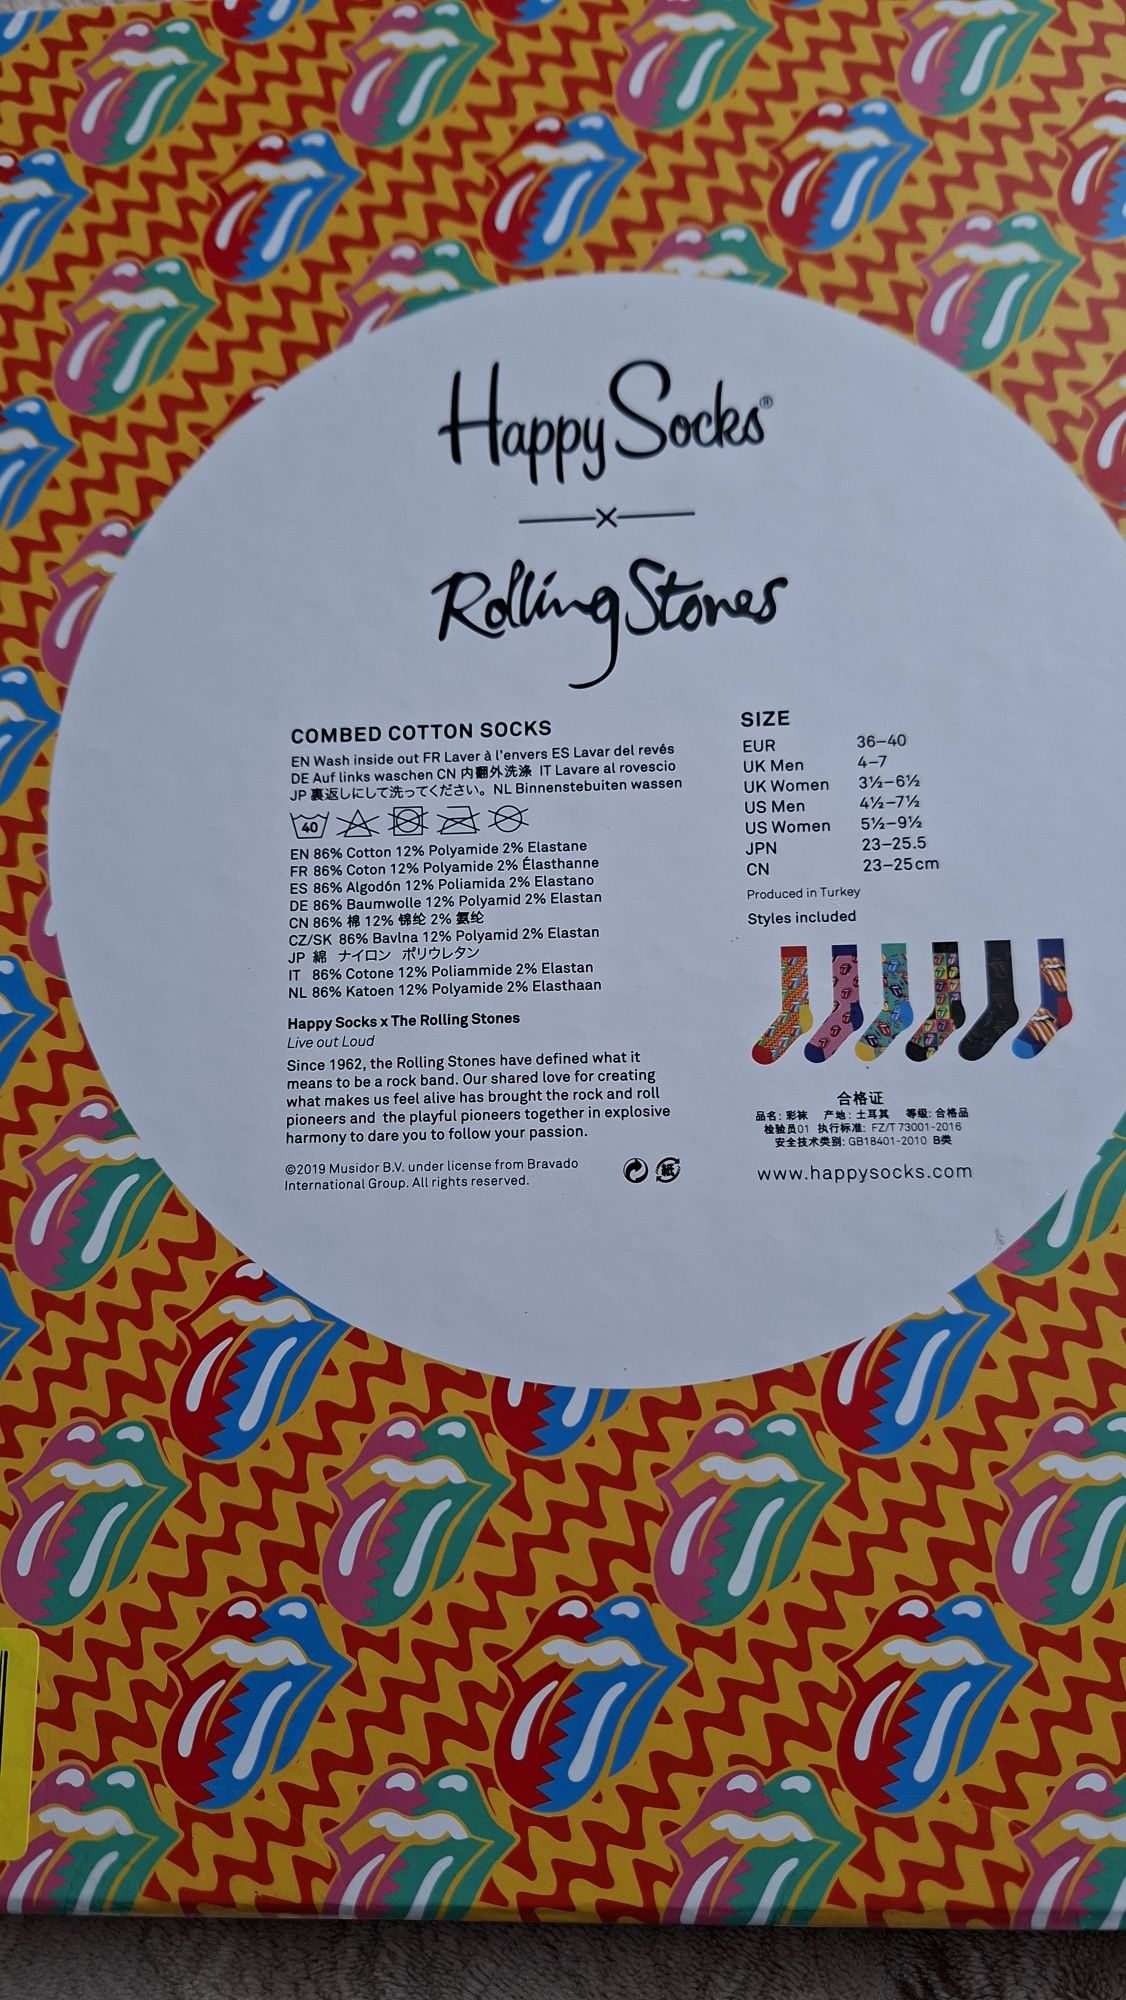 Happy Socks®
×
Rolling Stones
COMBED COTTON SOCKS
EN Wash inside out FR Laver à l'envers ES Lavar del revés
DE Auf links waschen CN 内翻外洗涤 IT Lavare al rovescio
JP 裏返しにして洗ってください。 NL Binnenstebuiten wassen
40
EN 86% Cotton 12% Polyamide 2% Elastane
FR 86% Coton 12% Polyamide 2% Élasthanne
ES 86% Algodón 12% Poliamida 2% Elastano
DE 86% Baumwolle 12% Polyamid 2% Elastan
CN 86% 棉 12% 锦纶 2% 氨纶
CZ/SK 86% Bavlna 12% Polyamid 2% Elastan
JP 綿 ナイロン ポリウレタン
IT 86% Cotone 12% Poliammide 2% Elastan
NL 86% Katoen 12% Polyamide 2% Elasthaan
Happy Socks x The Rolling Stones
Live out Loud
Since 1962, the Rolling Stones have defined what it
means to be a rock band. Our shared love for creating
what makes us feel alive has brought the rock and roll
pioneers and the playful pioneers together in explosive
harmony to dare you to follow your passion.
©2019 Musidor B.V. under license from Bravado
International Group. All rights reserved.
紙
SIZE
EUR 36–40
UK Men 4–7
UK Women 3½–6½
US Men 4½–7½
US Women 5½–9½
JPN 23–25.5
CN 23–25cm
Produced in Turkey
Styles included
合格证
品名: 彩袜 产地: 土耳其 等级: 合格品
检验员01 执行标准: FZ/T 73001-2016
安全技术类别: GB18401-2010 B类
www.happysocks.com